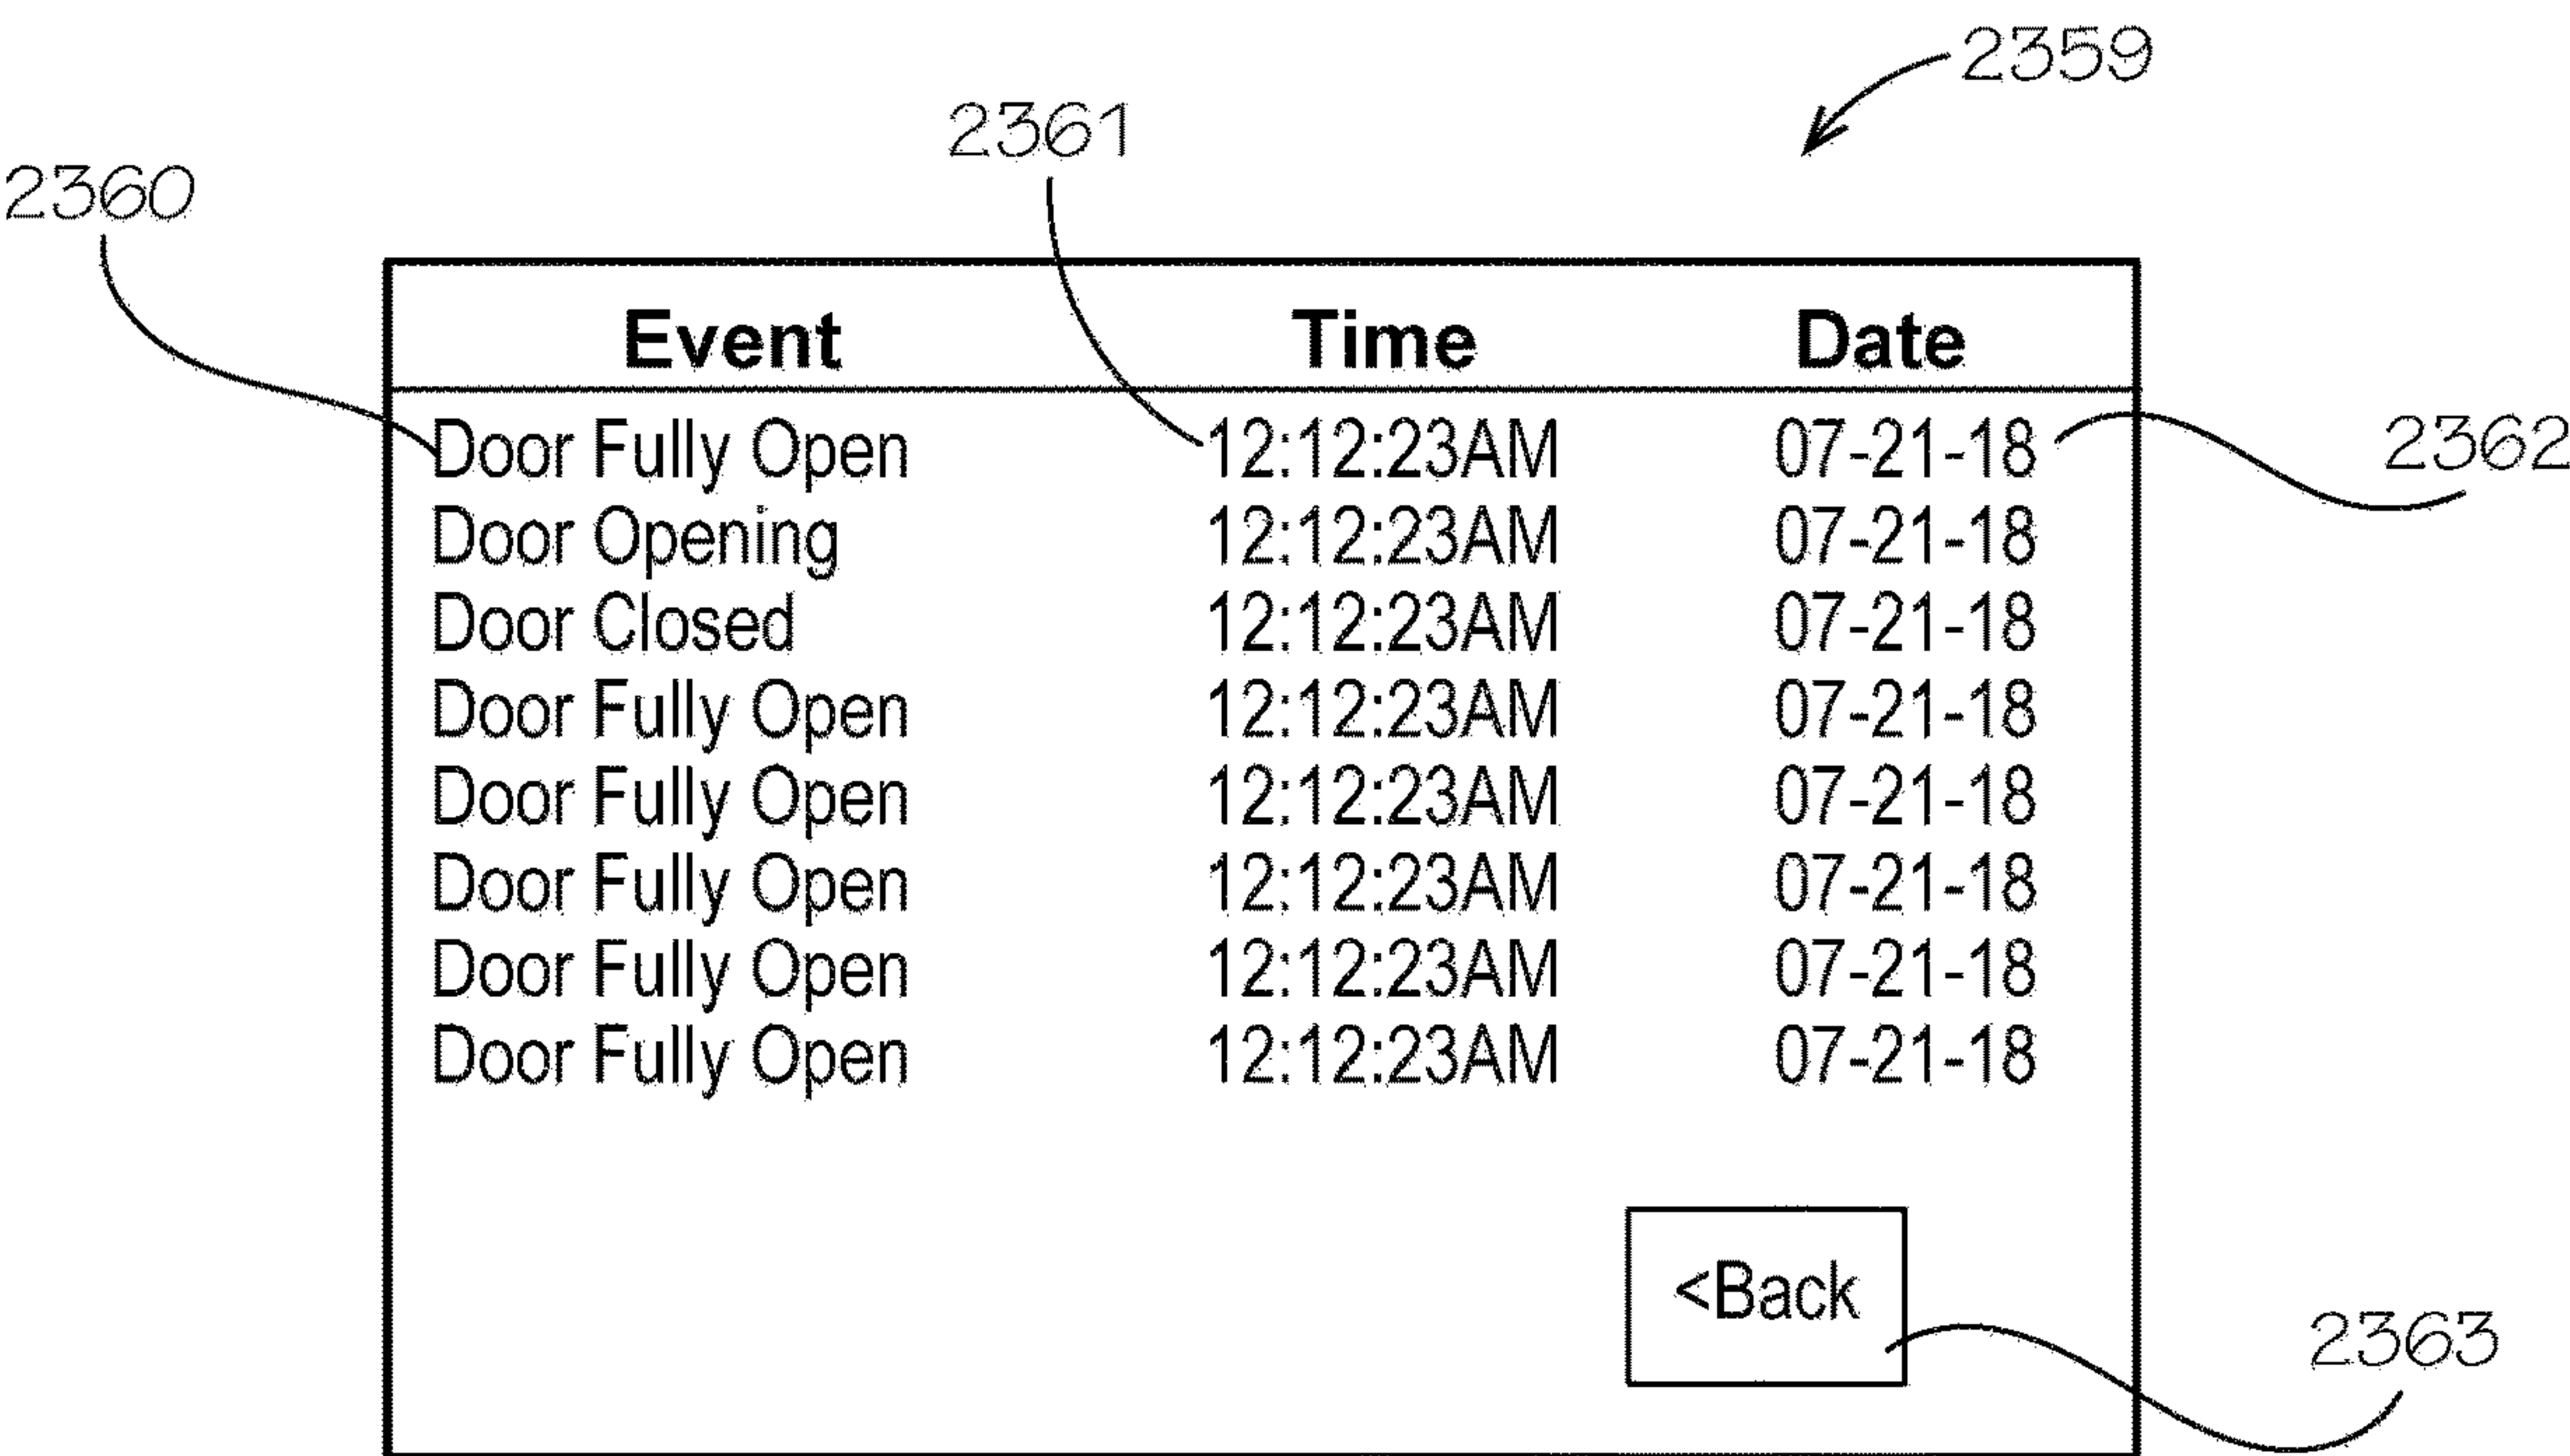 2359
2361
2360
Event Time Date
Door Fully Open 12:12:23AM 07-21-18
2362
Door Opening 12:12:23AM 07-21-18
Door Closed 12:12:23AM 07-21-18
Door Fully Open 12:12:23AM 07-21-18
Door Fully Open 12:12:23AM 07-21-18
Door Fully Open 12:12:23AM 07-21-18
Door Fully Open 12:12:23AM 07-21-18
Door Fully Open 12:12:23AM 07-21-18
<Back
2363